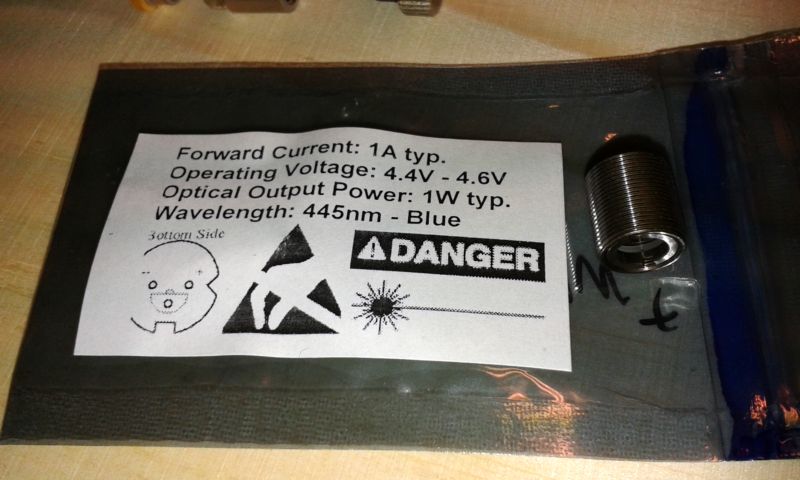 Forward Current: 1A typ.
Operating Voltage: 4.4V - 4.6V
Optical Output Power: 1W typ.
Wavelength: 445nm - Blue
Bottom Side
DANGER
- +